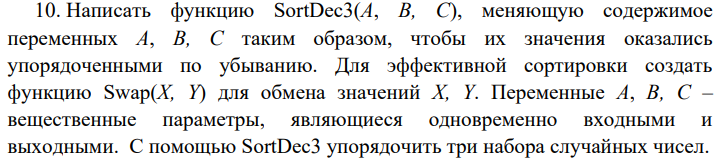 10. Написать функцию SortDec3(A, B, C), меняющую содержимое
переменных A, B, C таким образом, чтобы их значения оказались
упорядоченными по убыванию. Для эффективной сортировки создать
функцию Swap(X, Y) для обмена значений X, Y. Переменные A, B, C –
вещественные параметры, являющиеся одновременно входными и
выходными. С помощью SortDec3 упорядочить три набора случайных чисел.